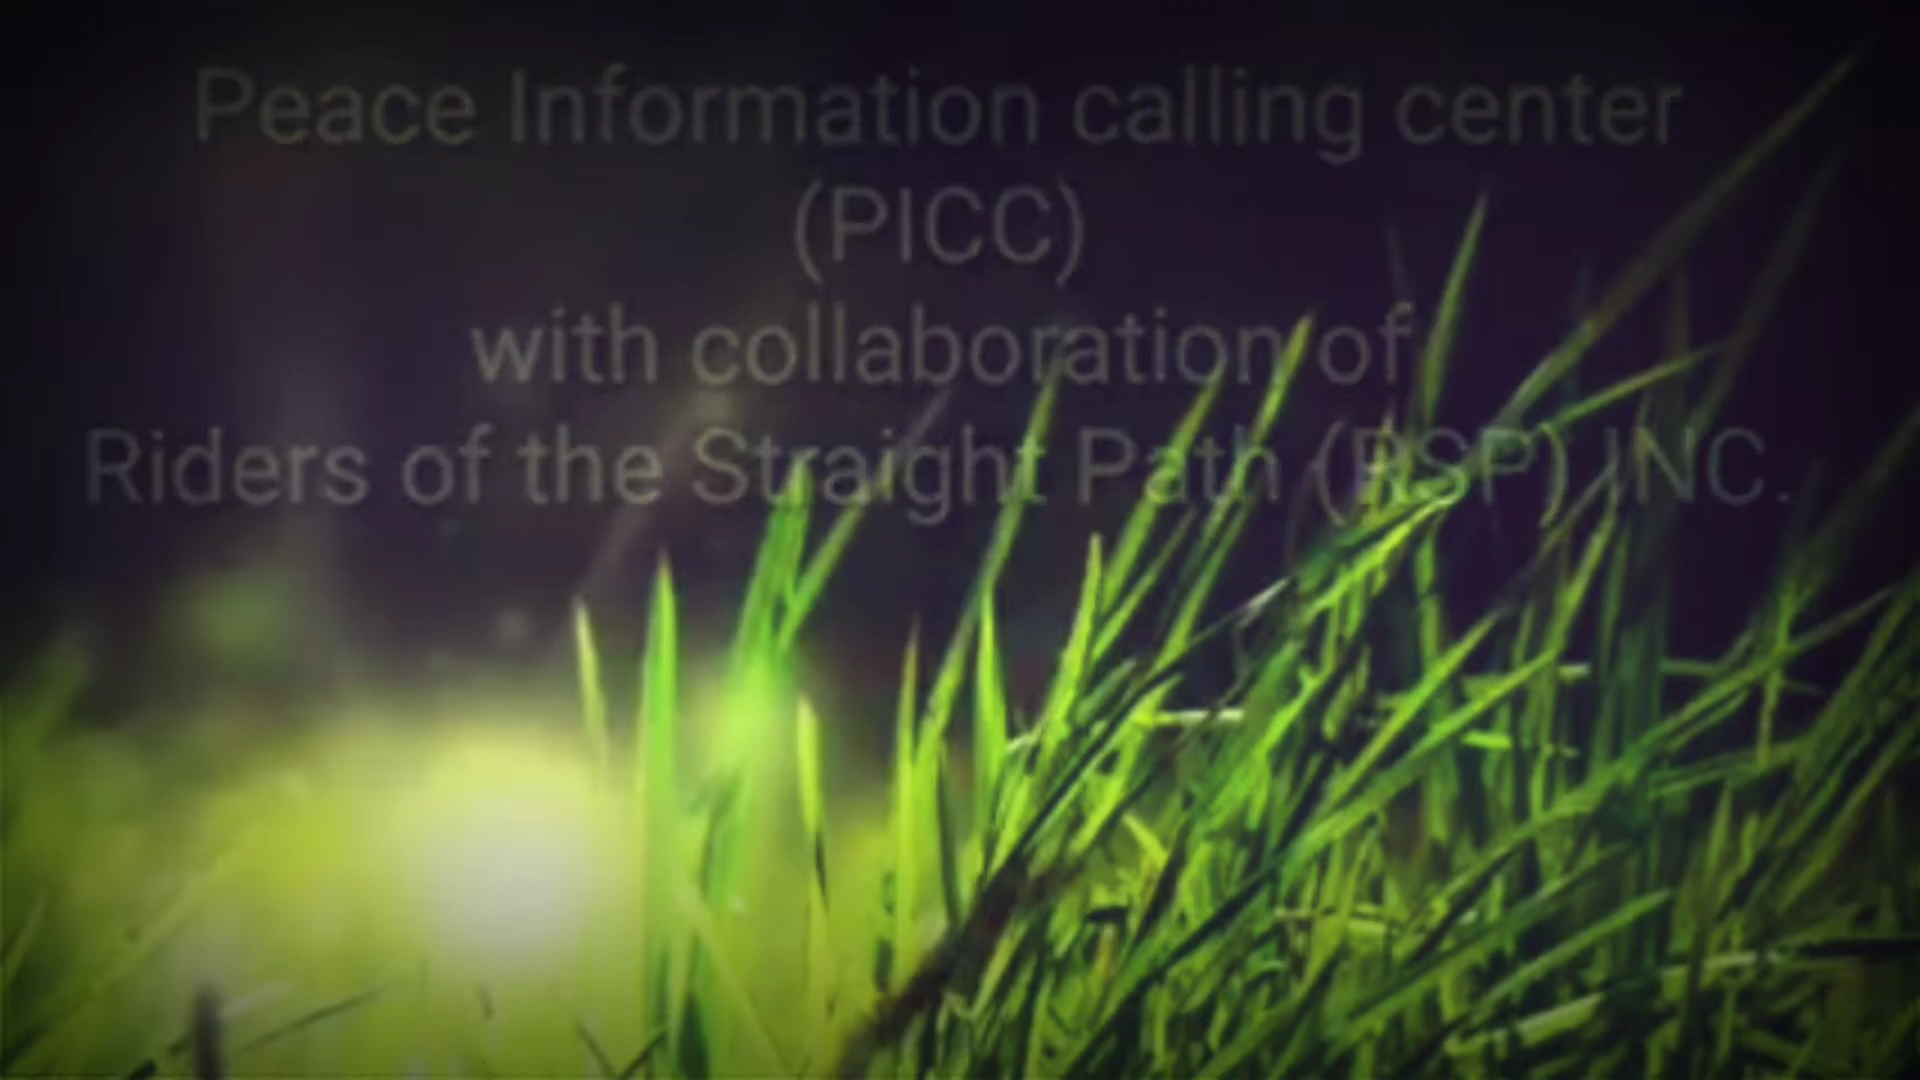 Peace Information calling center
(PICC)
with collaboration of
Riders of the Straight Path (RSP) INC.